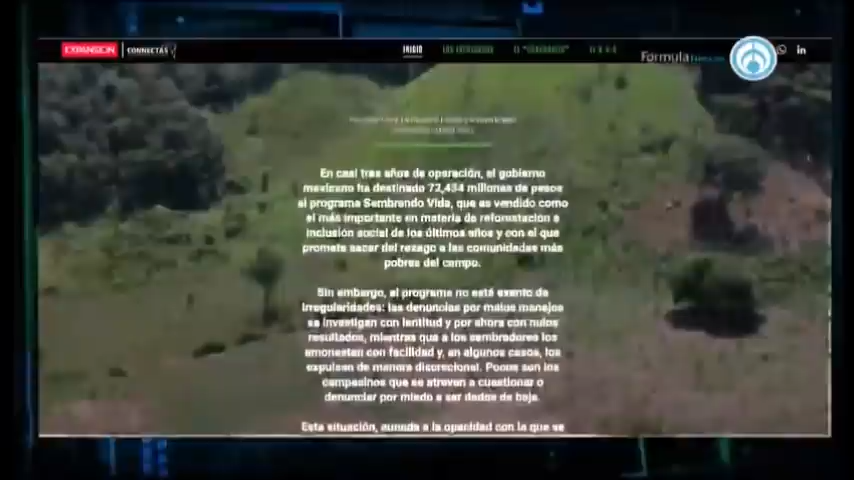 EXPANSIÓN
CONNECTAS
INICIO
Fórmula
in
En casi tres años de operación, el gobierno
mexicano ha destinado 72,434 millones de pesos
al programa Sembrando Vida, que es vendido como
el más importante en materia de reforestación e
inclusión social de los últimos años y con el que
promete sacar del rezago a las comunidades más
pobres del campo.
Sin embargo, el programa no está exento de
irregularidades: las denuncias por malos manejos
se investigan con lentitud y por ahora con nulos
resultados, mientras que a los sembradores los
amonestan con facilidad y, en algunos casos, los
expulsan de manera discrecional. Pocos son los
campesinos que se atreven a cuestionar o
denunciar por miedo a ser dados de baja.
Esta situación, aunada a la opacidad con la que se